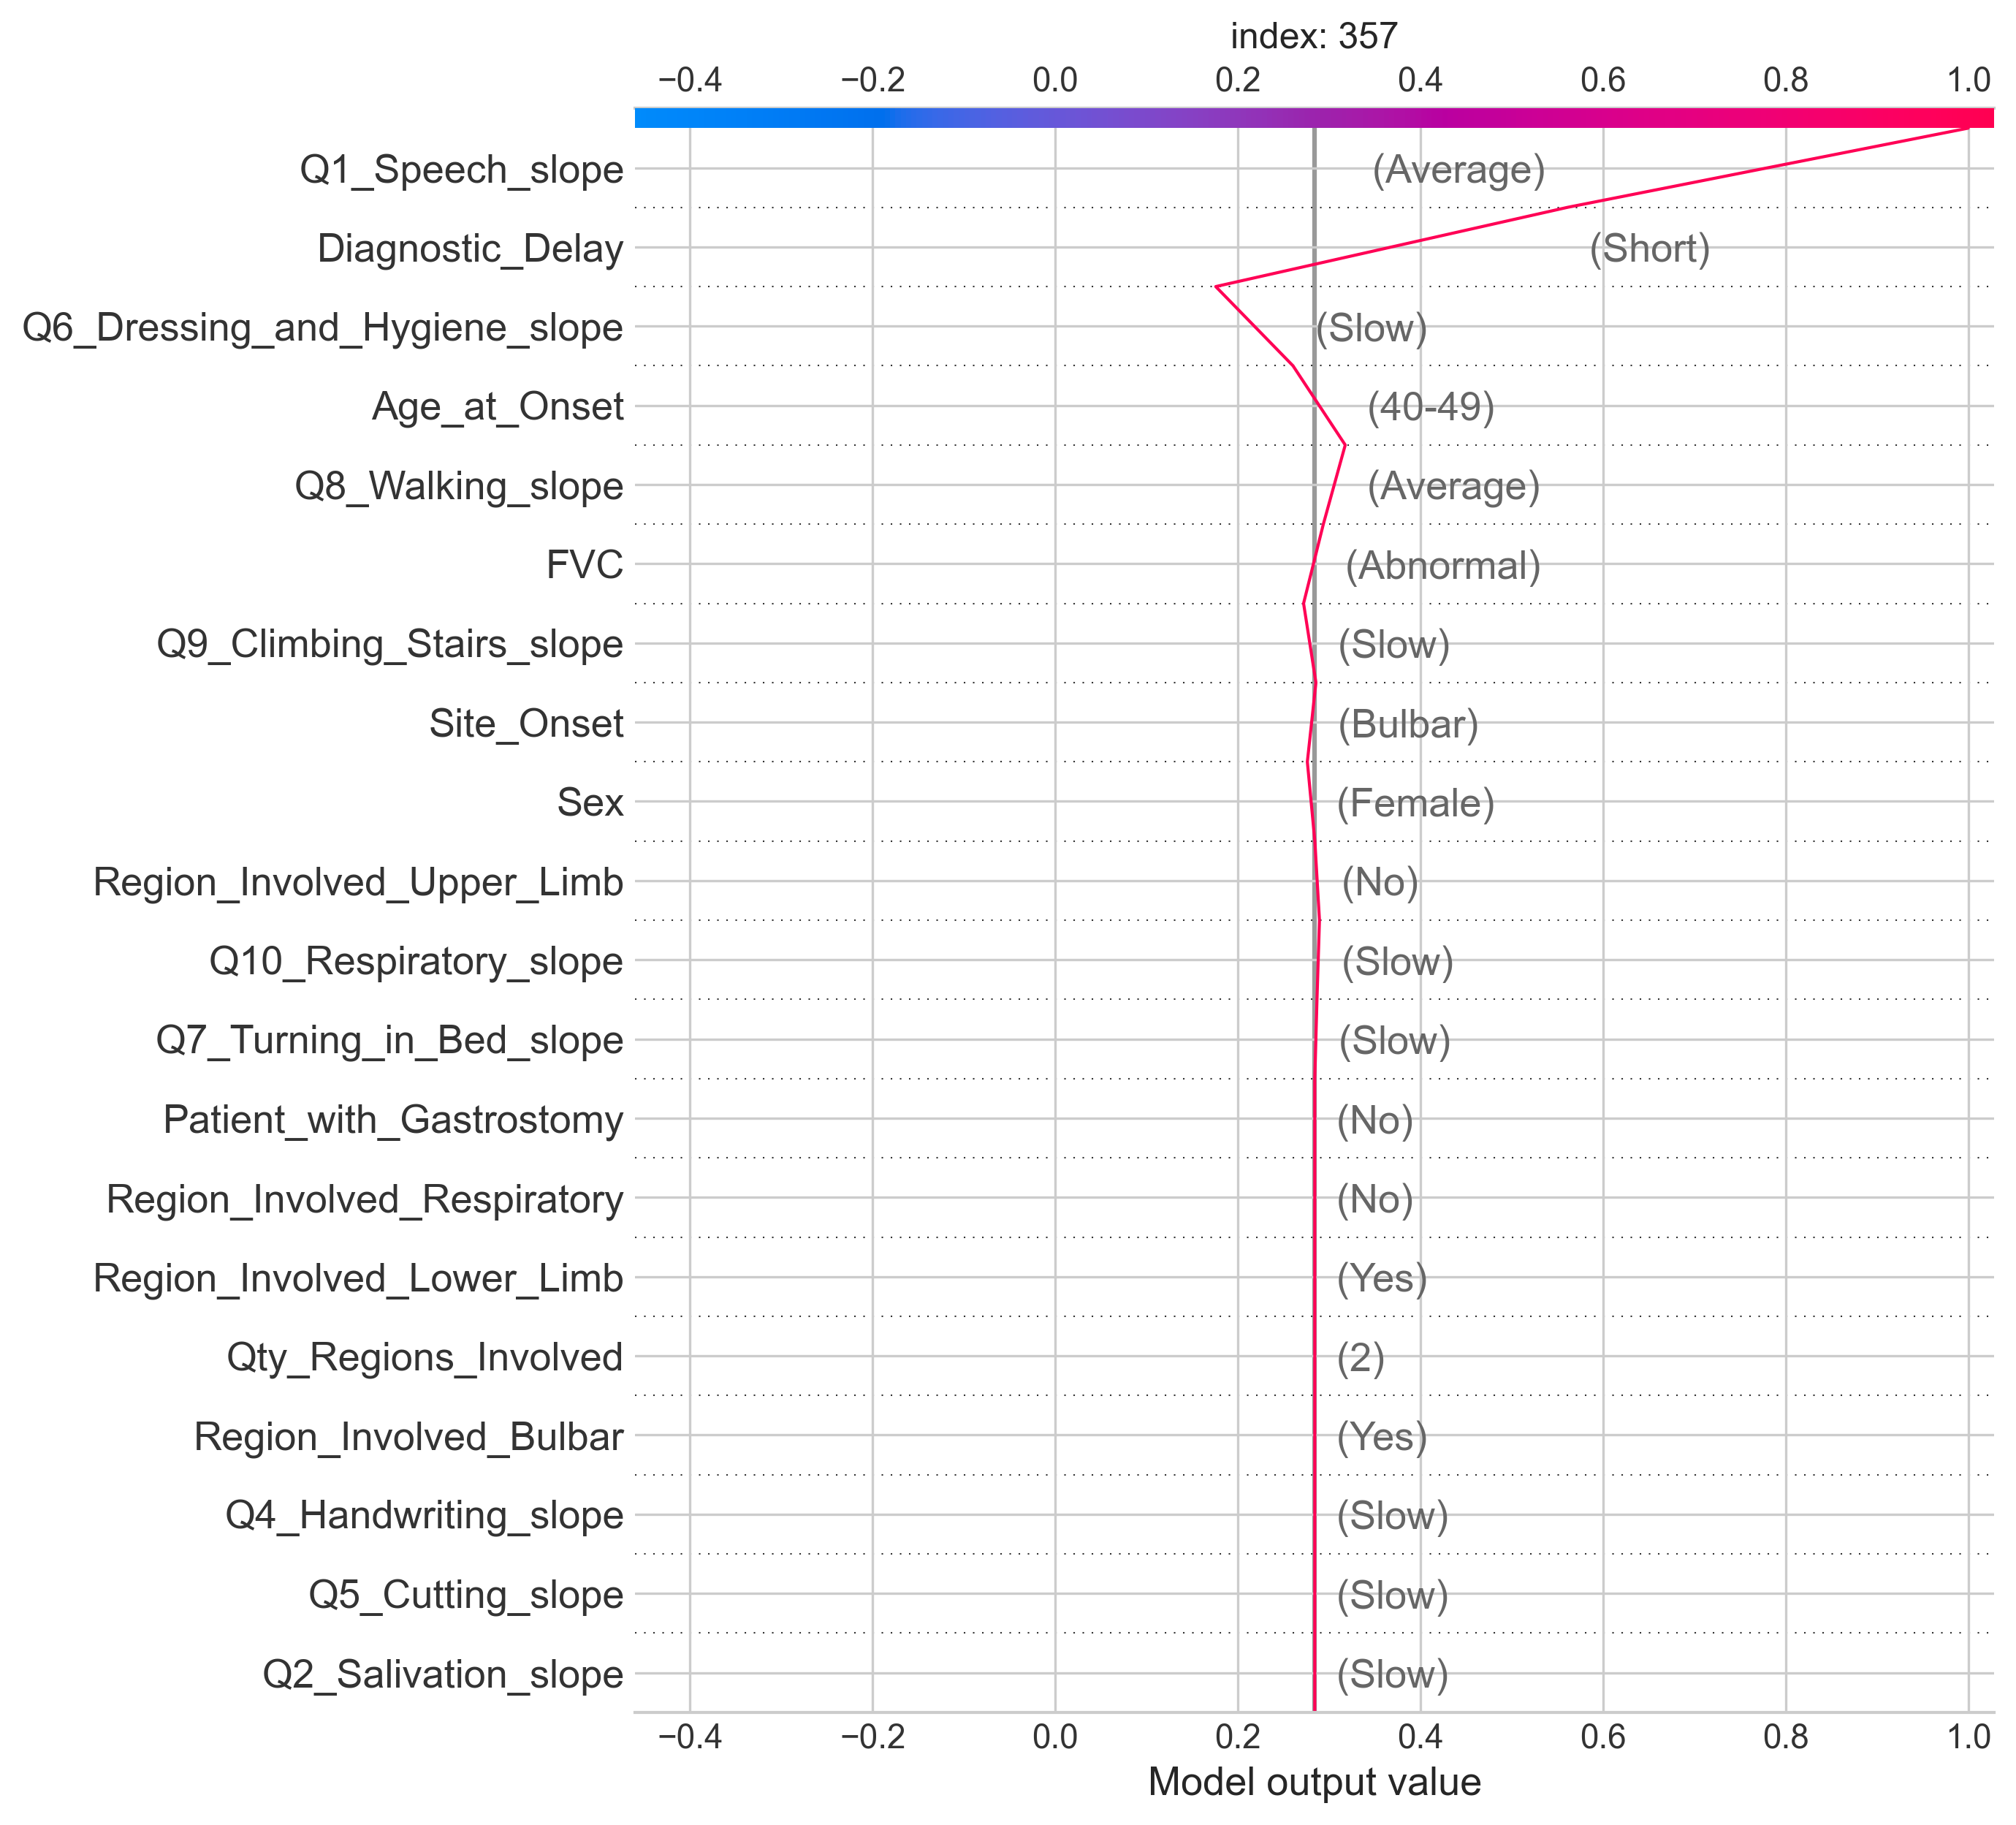 index: 357
−0.4 −0.2 0.0 0.2 0.4 0.6 0.8 1.0
Q1_Speech_slope (Average)
Diagnostic_Delay (Short)
Q6_Dressing_and_Hygiene_slope (Slow)
Age_at_Onset (40-49)
Q8_Walking_slope (Average)
FVC (Abnormal)
Q9_Climbing_Stairs_slope (Slow)
Site_Onset (Bulbar)
Sex (Female)
Region_Involved_Upper_Limb (No)
Q10_Respiratory_slope (Slow)
Q7_Turning_in_Bed_slope (Slow)
Patient_with_Gastrostomy (No)
Region_Involved_Respiratory (No)
Region_Involved_Lower_Limb (Yes)
Qty_Regions_Involved (2)
Region_Involved_Bulbar (Yes)
Q4_Handwriting_slope (Slow)
Q5_Cutting_slope (Slow)
Q2_Salivation_slope (Slow)
−0.4 −0.2 0.0 0.2 0.4 0.6 0.8 1.0
Model output value